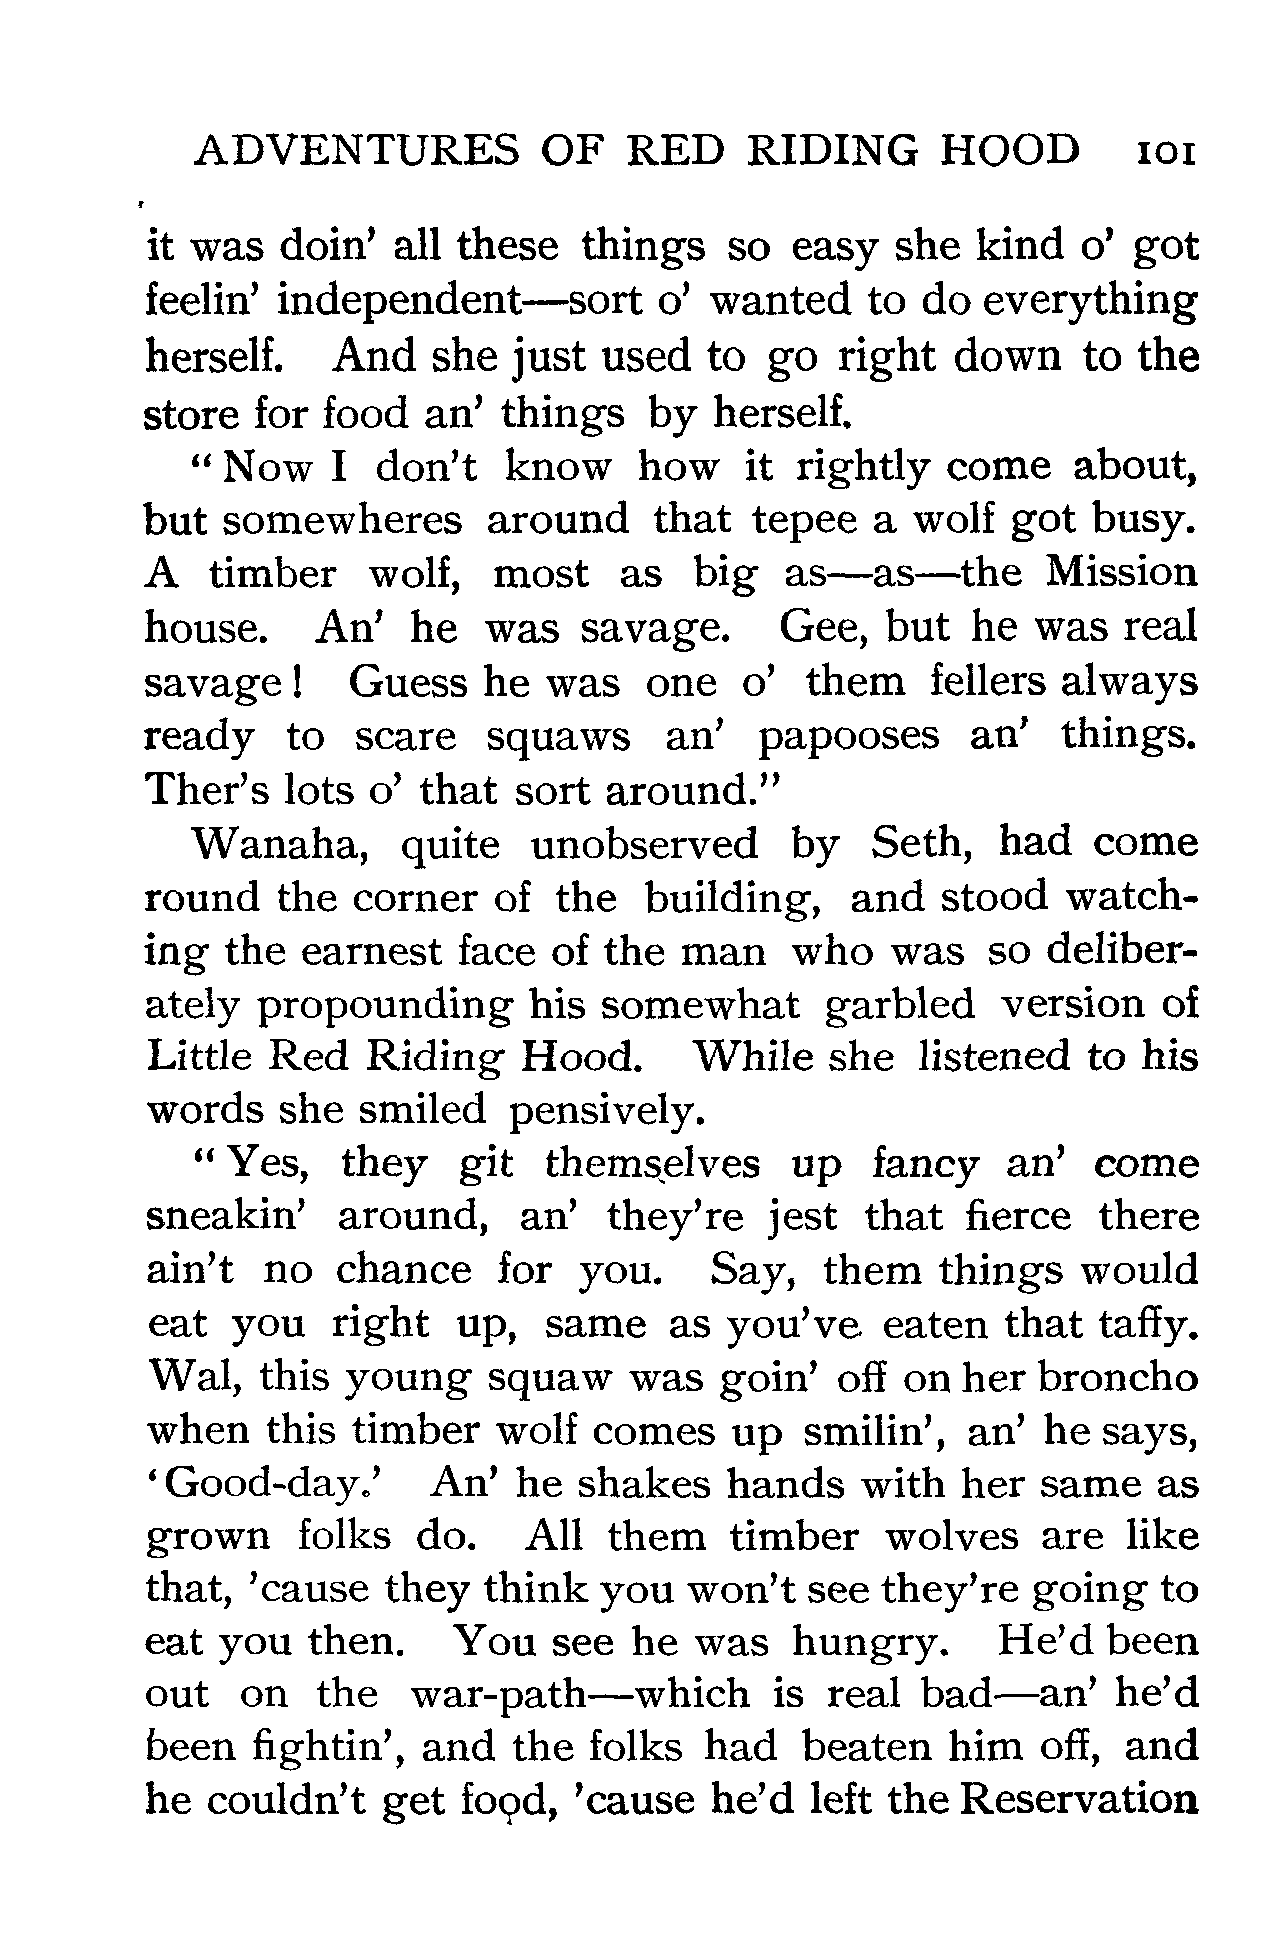 ADVENTURES OF RED RIDING HOOD 101
it was doin' all these things so easy she kind o' got
feelin' independent—sort o' wanted to do everything
herself. And she just used to go right down to the
store for food an' things by herself.
" Now I don't know how it rightly come about,
but somewheres around that tepee a wolf got busy.
A timber wolf, most as big as—as—the Mission
house. An' he was savage. Gee, but he was real
savage ! Guess he was one o' them fellers always
ready to scare squaws an' papooses an' things.
Ther's lots o' that sort around."
Wanaha, quite unobserved by Seth, had come
round the corner of the building, and stood watch-
ing the earnest face of the man who was so deliber-
ately propounding his somewhat garbled version of
Little Red Riding Hood. While she listened to his
words she smiled pensively.
" Yes, they git themselves up fancy an' come
sneakin' around, an' they're jest that fierce there
ain't no chance for you. Say, them things would
eat you right up, same as you've eaten that taffy.
Wal, this young squaw was goin' off on her broncho
when this timber wolf comes up smilin', an' he says,
' Good-day.' An' he shakes hands with her same as
grown folks do. All them timber wolves are like
that, 'cause they think you won't see they're going to
eat you then. You see he was hungry. He'd been
out on the war-path—which is real bad—an' he'd
been fightin', and the folks had beaten him off, and
he couldn't get food, 'cause he'd left the Reservation